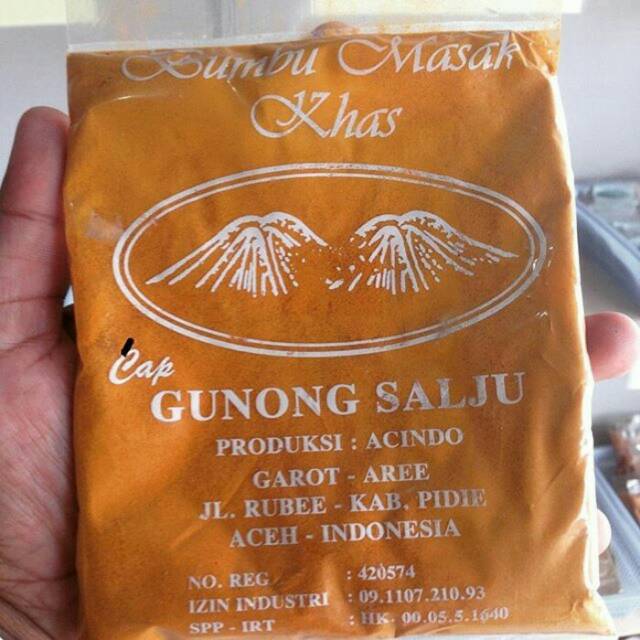 Bumbu Masak
Khas
Cap
GUNONG SALJU
PRODUKSI : ACINDO
GAROT - AREE
JL. RUBEE - KAB. PIDIE
ACEH - INDONESIA
NO. REG : 420574
IZIN INDUSTRI : 09.1107.210.93
SPP - IRT : HK. 00.05.5.1640